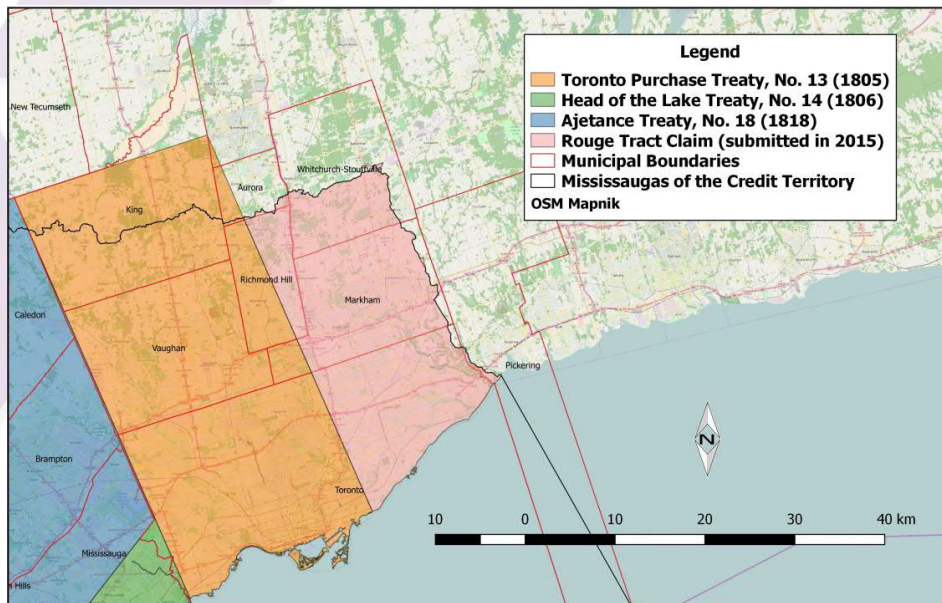 Legend
Toronto Purchase Treaty, No. 13 (1805)
Head of the Lake Treaty, No. 14 (1806)
Ajetance Treaty, No. 18 (1818)
Rouge Tract Claim (submitted in 2015)
Municipal Boundaries
Mississaugas of the Credit Territory
OSM Mapnik
New Tecumseth
Whitchurch-Stouffville
Aurora
King
Richmond Hill
Markham
Caledon
Vaughan
Pickering
Brampton
Toronto
Mississauga
Hills
N
10 0 10 20 30 40 km